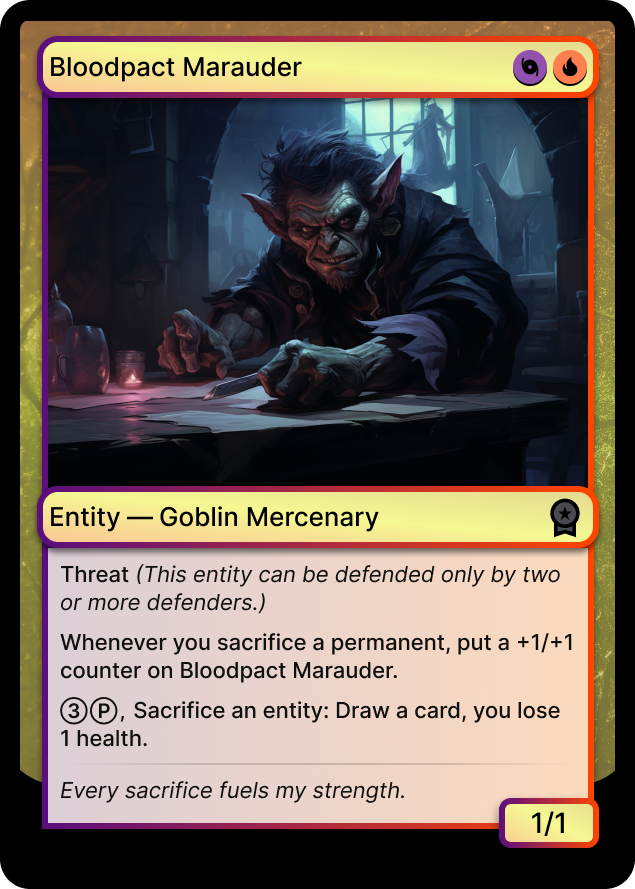 Bloodpact Marauder
Entity — Goblin Mercenary
Threat (This entity can be defended only by two
or more defenders.)
Whenever you sacrifice a permanent, put a +1/+1
counter on Bloodpact Marauder.
3 P, Sacrifice an entity: Draw a card, you lose
1 health.
Every sacrifice fuels my strength.
1/1